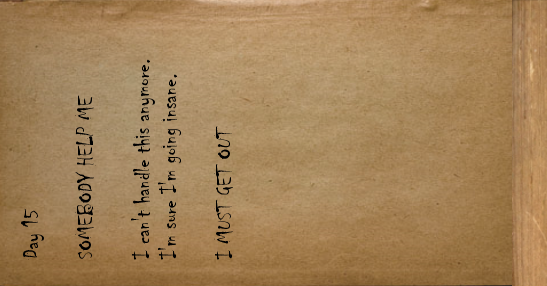 Day 15
SOMEBODY HELP ME
I can't handle this anymore.
I'm sure I'm going insane.
I MUST GET OUT